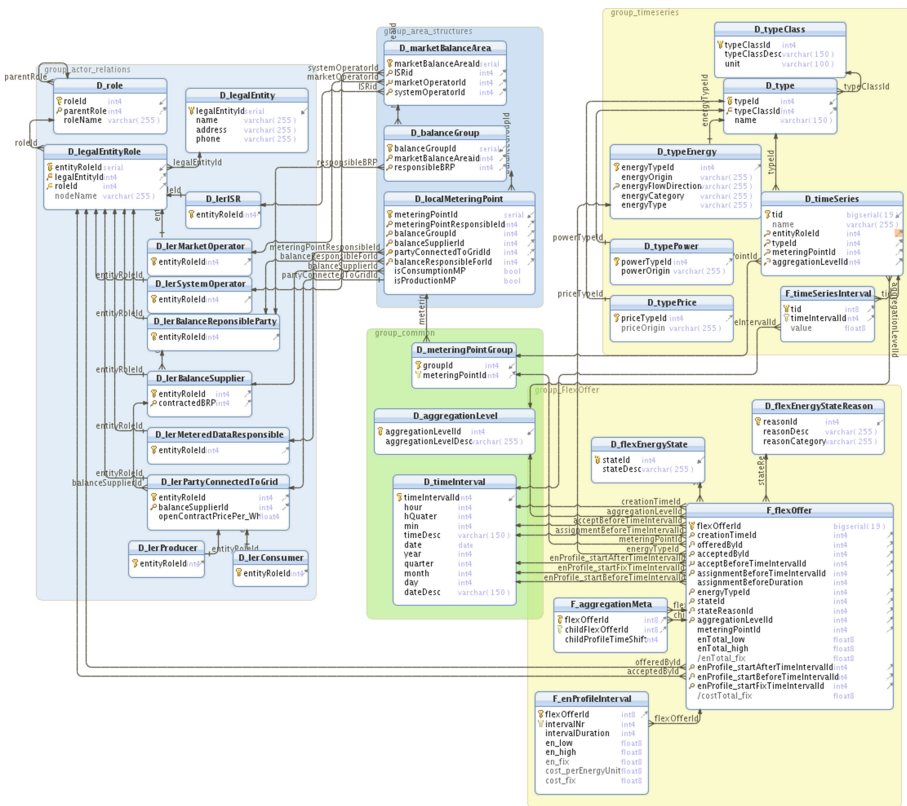 group_actor_relations
parentRole
D_role
roleId int4
parentRole int4
roleName varchar(255)
roleId
D_legalEntity
legalEntityId serial
name varchar(255)
address varchar(255)
phone varchar(255)
legalEntityId
D_legalEntityRole
entityRoleId serial
legalEntityId int4
roleId int4
nodeName varchar(255)
D_lerISR
entityRoleId int4
D_lerMarketOperator
entityRoleId int4
entityRoleId
D_lerSystemOperator
entityRoleId int4
entityRoleId
D_lerBalanceReponsibleParty
entityRoleId int4
entityRoleId
D_lerBalanceSupplier
entityRoleId int4
contractedBRP int4
D_lerMeteredDataResponsible
entityRoleId int4
entityRoleId
balanceSupplierId
D_lerPartyConnectedToGrid
entityRoleId int4
balanceSupplierId int4
openContractPricePer_Wh float8
entityRoleId
D_lerProducer
entityRoleId int4
D_lerConsumer
entityRoleId int4
group_area_structures
systemOperatorId
marketOperatorId
ISRid
D_marketBalanceArea
marketBalanceAreaid serial
ISRid int4
marketOperatorId int4
systemOperatorId int4
responsibleBRP
D_balanceGroup
balanceGroupId serial
marketBalanceAreaid int4
responsibleBRP int4
balanceGroupId
D_localMeteringPoint
meteringPointId serial
meteringPointResponsibleId int4
balanceGroupId int4
balanceSupplierId int4
partyConnectedToGridId int4
balanceResponsibleForId int4
isConsumptionMP bool
isProductionMP bool
meteringPointResponsibleId
balanceResponsibleForId
balanceSupplierId
partyConnectedToGridId
group_common
D_meteringPointGroup
groupId int4
meteringPointId int4
D_aggregationLevel
aggregationLevelId int4
aggregationLevelDesc varchar(255)
D_timeInterval
timeIntervalId int4
hour int4
hQuater int4
min int4
timeDesc varchar(150)
date date
year int4
quarter int4
month int4
day int4
dateDesc varchar(150)
group_timeseries
D_typeClass
typeClassId int4
typeClassDesc varchar(150)
unit varchar(100)
typeClassId
D_type
typeId int4
typeClassId int4
name varchar(150)
energyTypeId
typeId
D_typeEnergy
energyTypeId int4
energyOrigin varchar(255)
energyFlowDirection varchar(255)
energyCategory varchar(255)
energyType varchar(255)
D_timeSeries
tid bigserial(19)
name varchar(255)
entityRoleId int4
typeId int4
meteringPointId int4
aggregationLevelId int4
powerTypeId
D_typePower
powerTypeId int4
powerOrigin varchar(255)
priceTypeId
D_typePrice
priceTypeId int4
priceOrigin varchar(255)
F_timeSeriesInterval
tid int8
timeIntervalId int4
value float8
aggregationLevelId
group_FlexOffer
D_flexEnergyStateReason
reasonId int4
reasonDesc varchar(255)
reasonCategory varchar(255)
D_flexEnergyState
stateId int4
stateDesc varchar(255)
creationTimeId
aggregationLevelId
acceptBeforeTimeIntervalId
assignmentBeforeTimeIntervalId
meteringPointId
energyTypeId
enProfile_startAfterTimeIntervalId
enProfile_startFixTimeIntervalId
enProfile_startBeforeTimeIntervalId
F_flexOffer
flexOfferId bigserial(19)
creationTimeId int4
offeredById int4
acceptedById int4
acceptBeforeTimeIntervalId int4
assignmentBeforeTimeIntervalId int4
assignmentBeforeDuration int4
energyTypeId int4
stateId int4
stateReasonId int4
aggregationLevelId int4
meteringPointId int4
enTotal_low float8
enTotal_high float8
/enTotal_fix float8
enProfile_startAfterTimeIntervalId int4
enProfile_startBeforeTimeIntervalId int4
enProfile_startFixTimeIntervalId int4
/costTotal_fix float8
F_aggregationMeta
flexOfferId int8
childFlexOfferId int8
childProfileTimeShift int4
offeredById
acceptedById
F_enProfileInterval
flexOfferId int8
intervalNr int4
intervalDuration int4
en_low float8
en_high float8
en_fix float8
cost_perEnergyUnit float8
cost_fix float8
flexOfferId